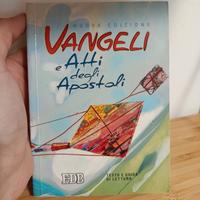 NUOVA EDIZIONE
VANGELI
e Atti
degli
Apostoli
EDB
TESTO E GUIDA
DI LETTURA